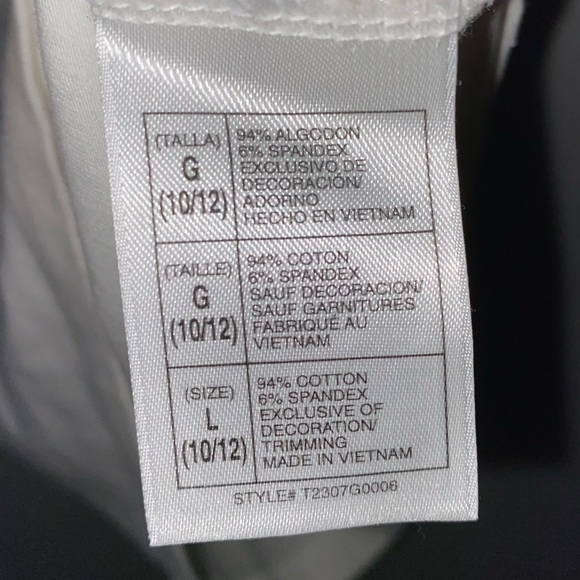 (TALLA)
G
(10/12)
94% ALGODON
6% SPANDEX
EXCLUSIVO DE
DECORACIÓN/
ADORNO
HECHO EN VIETNAM
(TAILLE)
G
(10/12)
94% COTON
6% SPANDEX
SAUF DECORACION/
SAUF GARNITURES
FABRIQUÉ AU
VIETNAM
(SIZE)
L
(10/12)
94% COTTON
6% SPANDEX
EXCLUSIVE OF
DECORATION/
TRIMMING
MADE IN VIETNAM
STYLE# T2307G0006